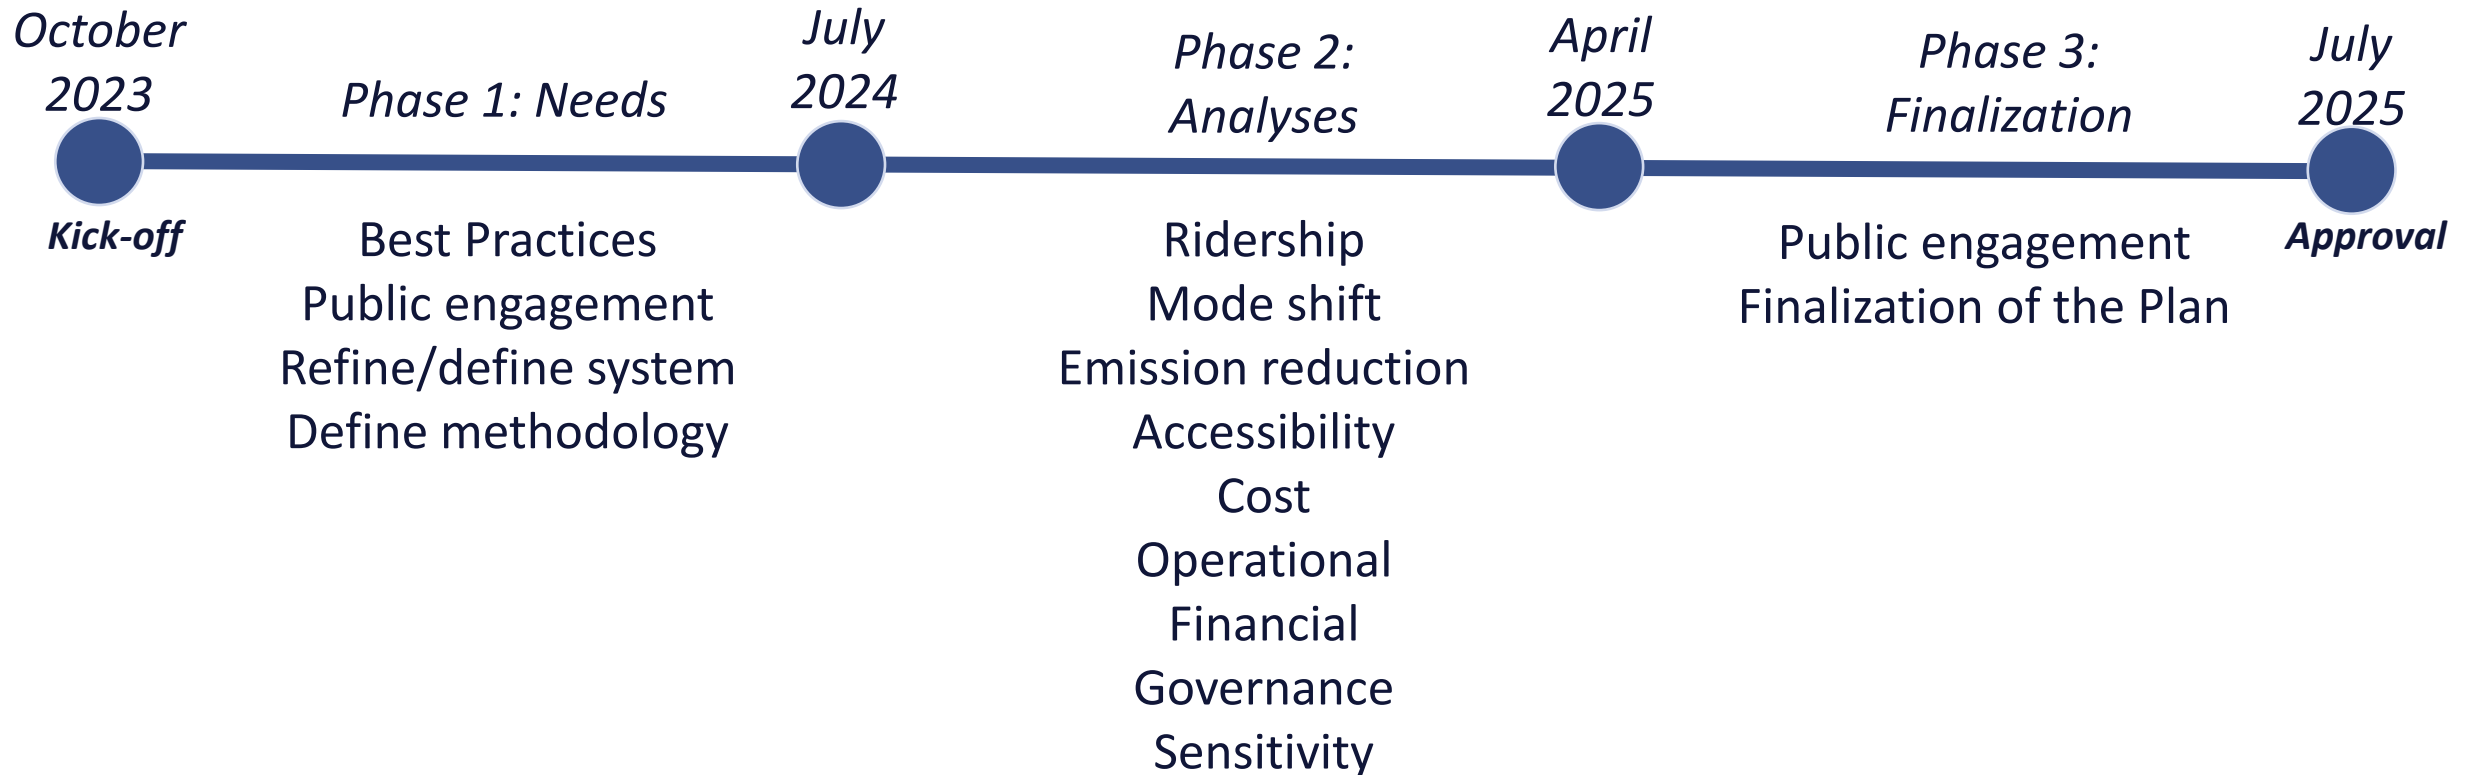 October
2023
Phase 1: Needs
July
2024
Phase 2:
Analyses
April
2025
Phase 3:
Finalization
July
2025
Kick-off
Best Practices
Public engagement
Refine/define system
Define methodology
Ridership
Mode shift
Emission reduction
Accessibility
Cost
Operational
Financial
Governance
Sensitivity
Public engagement
Finalization of the Plan
Approval